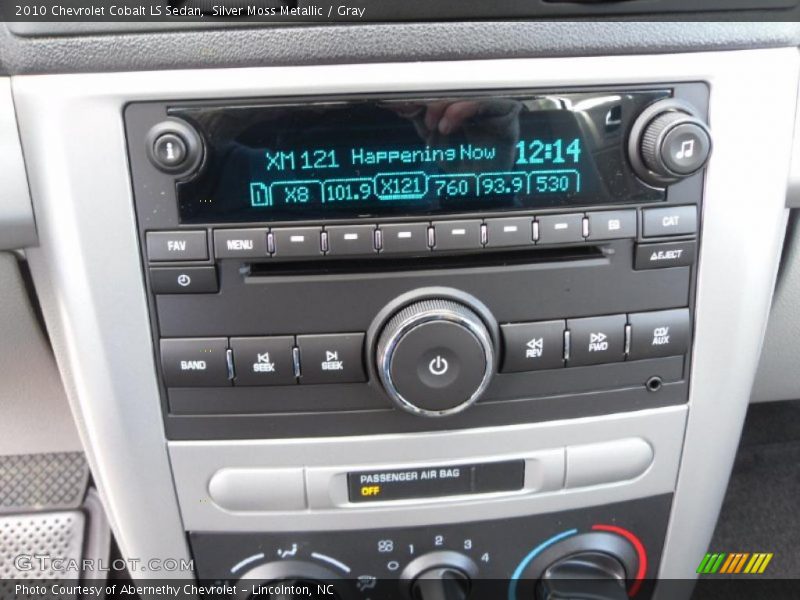 2010 Chevrolet Cobalt LS Sedan, Silver Moss Metallic / Gray
XM 121 Happening Now 12:14
1 X8 101.9 X121 760 93.9 530
FAV
MENU
CAT
EJECT
BAND
SEEK
SEEK
REV
FWD
CD/
AUX
PASSENGER AIR BAG
OFF
0 1 2 3 4
GTCarLot.com
Photo Courtesy of Abernethy Chevrolet - Lincolnton, NC